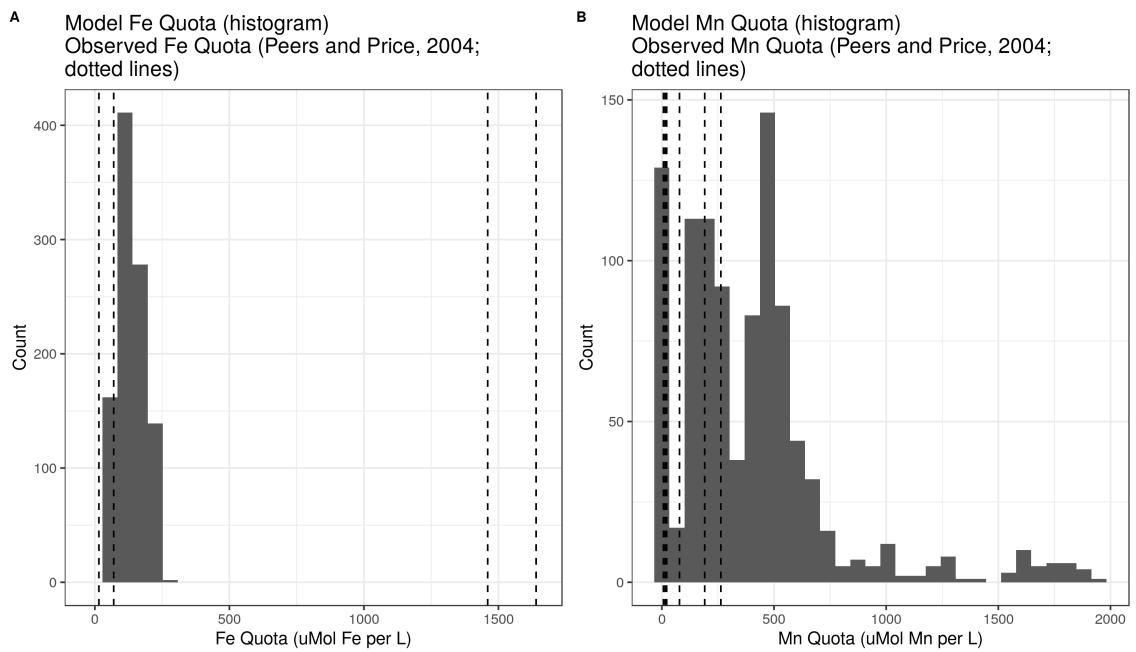 A
Model Fe Quota (histogram)
Observed Fe Quota (Peers and Price, 2004;
dotted lines)
400
300
200
100
0
Count
0 500 1000 1500
Fe Quota (uMol Fe per L)
B
Model Mn Quota (histogram)
Observed Mn Quota (Peers and Price, 2004;
dotted lines)
150
100
50
0
Count
0 500 1000 1500 2000
Mn Quota (uMol Mn per L)